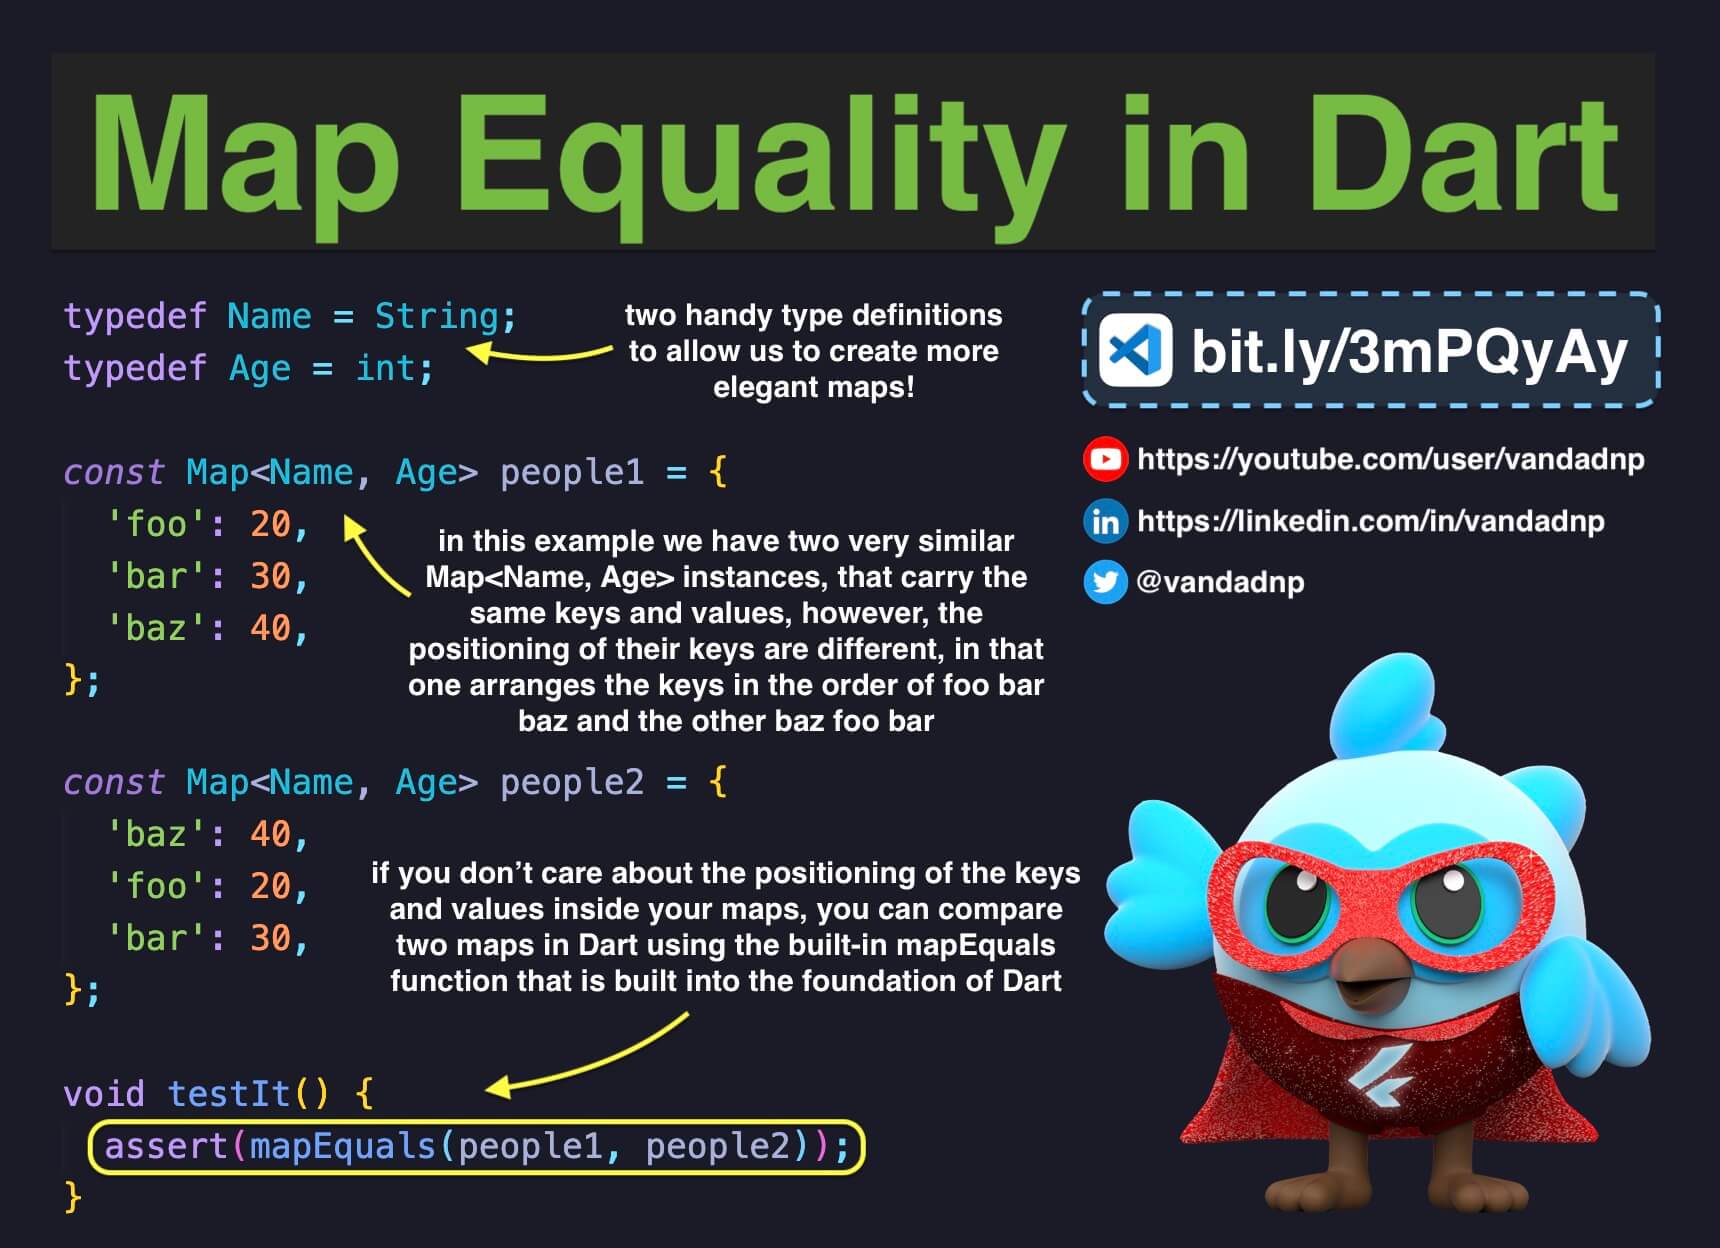 Map Equality in Dart
typedef Name = String;
typedef Age = int;
two handy type definitions
to allow us to create more
elegant maps!
bit.ly/3mPQyAy
https://youtube.com/user/vandadnp
https://linkedin.com/in/vandadnp
@vandadnp
const Map<Name, Age> people1 = {
'foo': 20,
'bar': 30,
'baz': 40,
};
in this example we have two very similar
Map<Name, Age> instances, that carry the
same keys and values, however, the
positioning of their keys are different, in that
one arranges the keys in the order of foo bar
baz and the other baz foo bar
const Map<Name, Age> people2 = {
'baz': 40,
'foo': 20,
'bar': 30,
};
if you don’t care about the positioning of the keys
and values inside your maps, you can compare
two maps in Dart using the built-in mapEquals
function that is built into the foundation of Dart
void testIt() {
assert(mapEquals(people1, people2));
}